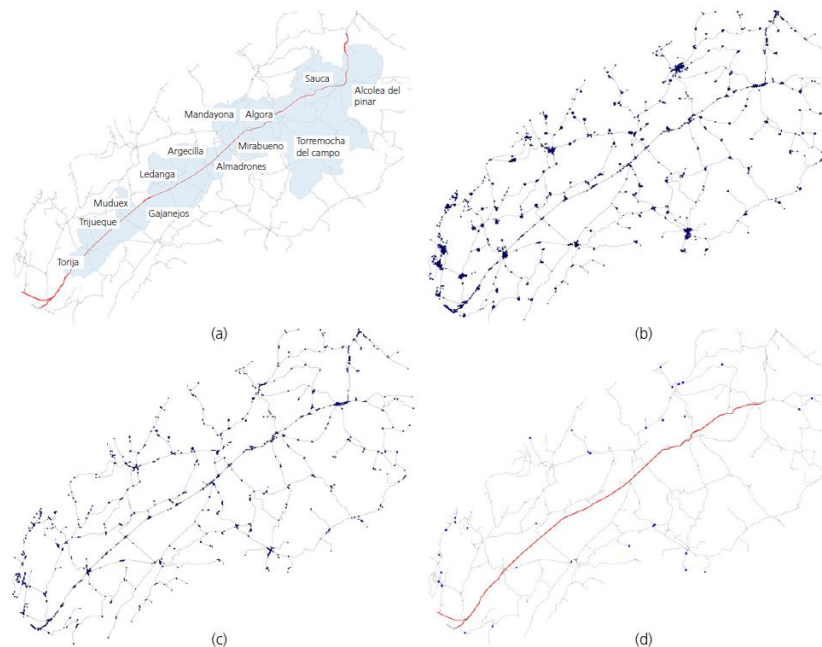 Sauca
Alcolea del
pinar
Mandayona
Algora
Argecilla
Mirabueno
Torremocha
del campo
Ledanga
Almadrones
Muduex
Gajanejos
Trijueque
Torija
(a)
(b)
(c)
(d)